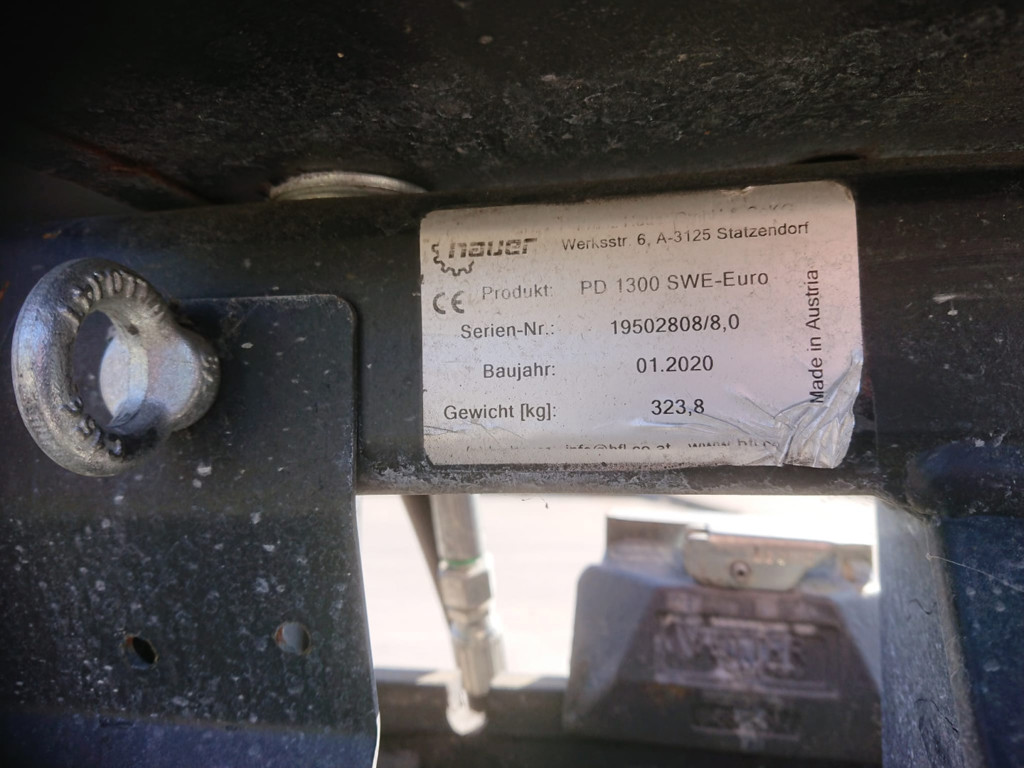 hauer
Werksstr. 6, A-3125 Statzendorf
CE
Produkt: PD 1300 SWE-Euro
Serien-Nr.: 19502808/8,0
Baujahr: 01.2020
Gewicht [kg]: 323,8
Made in Austria